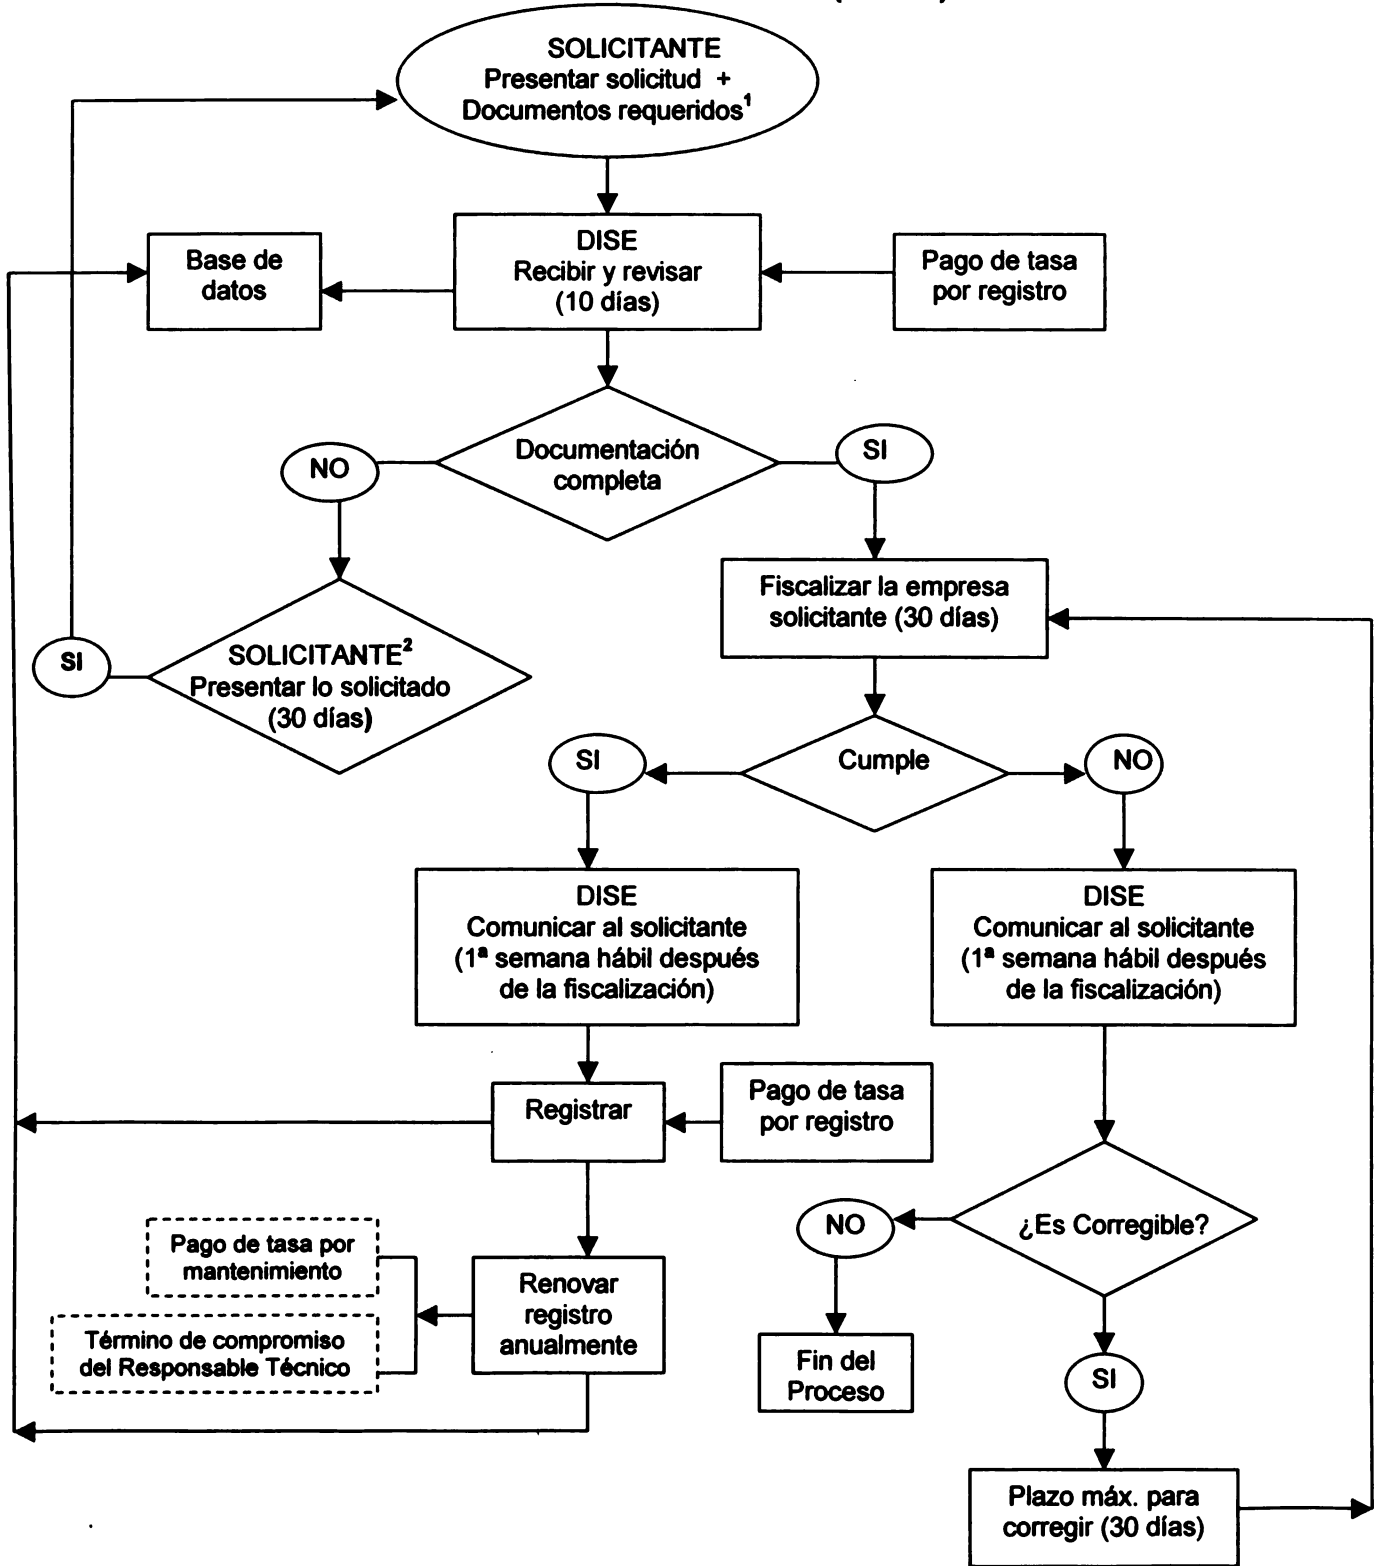 SOLICITANTE
Presentar solicitud +
Documentos requeridos¹
Base de
datos
DISE
Recibir y revisar
(10 días)
Pago de tasa
por registro
Documentación
completa
NO
SI
Fiscalizar la empresa
solicitante (30 días)
SI
SOLICITANTE²
Presentar lo solicitado
(30 días)
SI
Cumple
NO
DISE
Comunicar al solicitante
(1ª semana hábil después
de la fiscalización)
DISE
Comunicar al solicitante
(1ª semana hábil después
de la fiscalización)
Registrar
Pago de tasa
por registro
Pago de tasa por
mantenimiento
Término de compromiso
del Responsable Técnico
Renovar
registro
anualmente
NO
¿Es Corregible?
Fin del
Proceso
SI
Plazo máx. para
corregir (30 días)